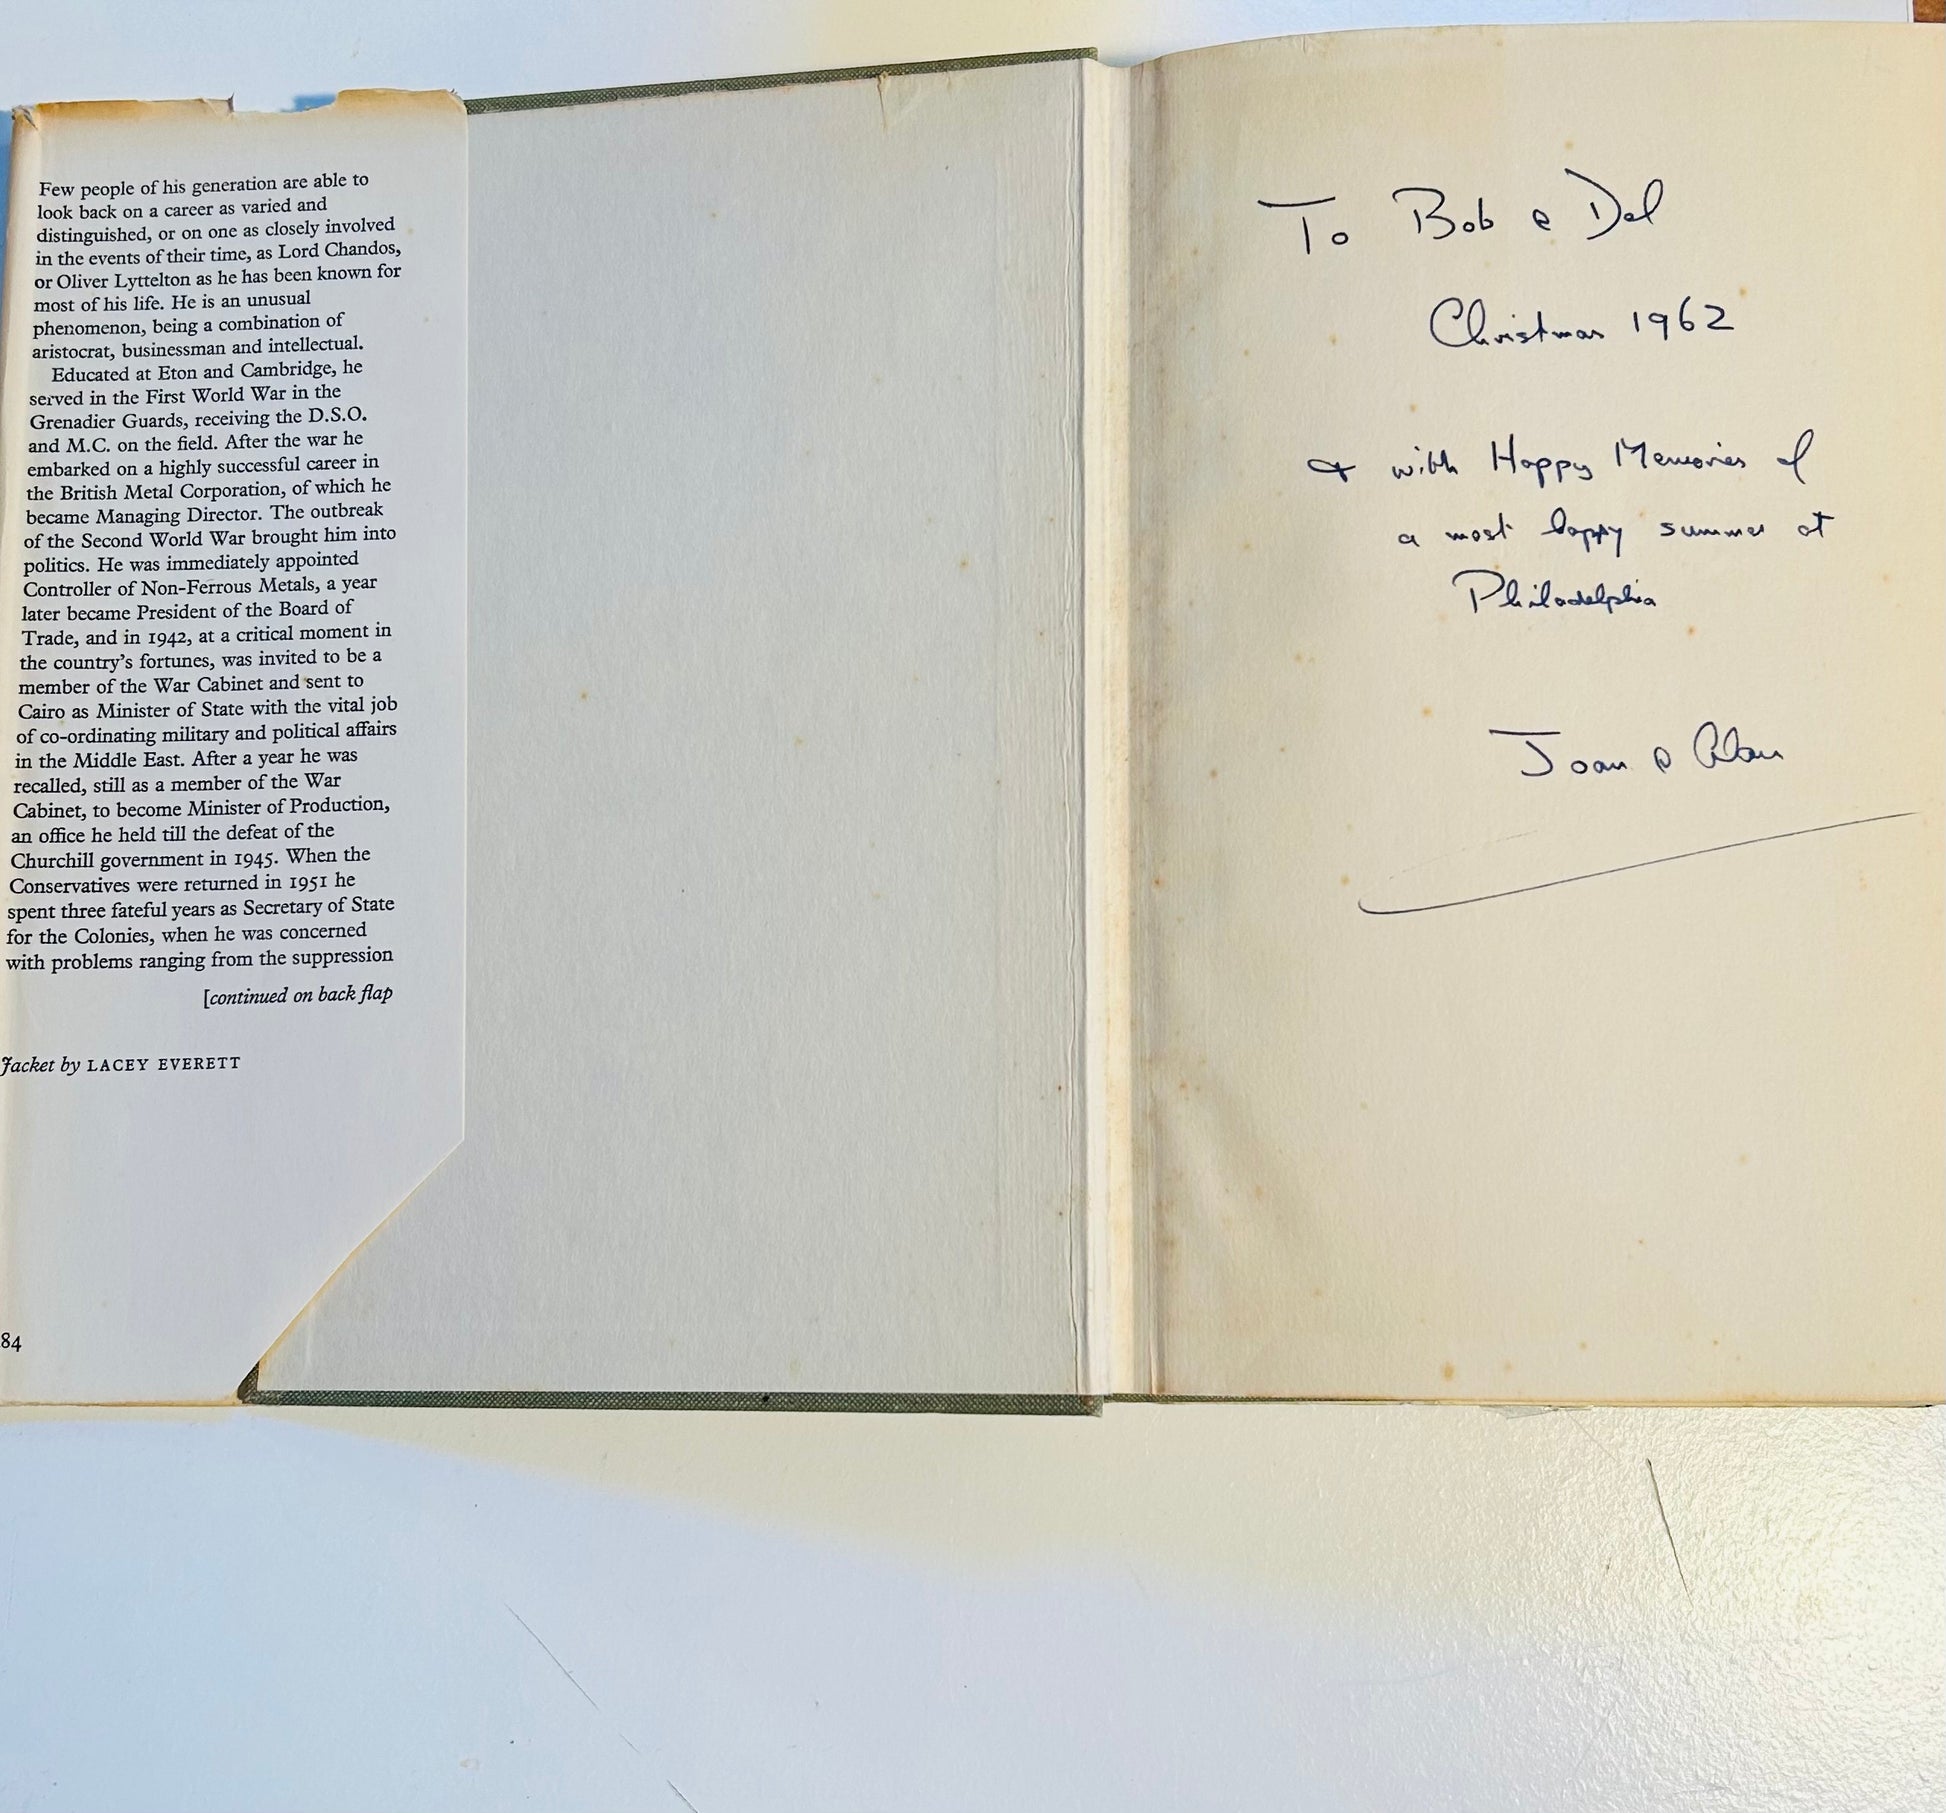 Few people of his generation are able to
look back on a career as varied and
distinguished, or on one as closely involved
in the events of their time, as Lord Chandos,
or Oliver Lyttelton as he has been known for
most of his life. He is an unusual
phenomenon, being a combination of
aristocrat, businessman and intellectual.
Educated at Eton and Cambridge, he
served in the First World War in the
Grenadier Guards, receiving the D.S.O.
and M.C. on the field. After the war he
embarked on a highly successful career in
the British Metal Corporation, of which he
became Managing Director. The outbreak
of the Second World War brought him into
politics. He was immediately appointed
Controller of Non-Ferrous Metals, a year
later became President of the Board of
Trade, and in 1942, at a critical moment in
the country's fortunes, was invited to be a
member of the War Cabinet and sent to
Cairo as Minister of State with the vital job
of co-ordinating military and political affairs
in the Middle East. After a year he was
recalled, still as a member of the War
Cabinet, to become Minister of Production,
an office he held till the defeat of the
Churchill government in 1945. When the
Conservatives were returned in 1951 he
spent three fateful years as Secretary of State
for the Colonies, when he was concerned
with problems ranging from the suppression
[continued on back flap
Jacket by LACEY EVERETT
84
To Bob & Del
Christmas 1962
& with Happy Memories of
a most happy summer at
Philadelphia
Joan & Alan